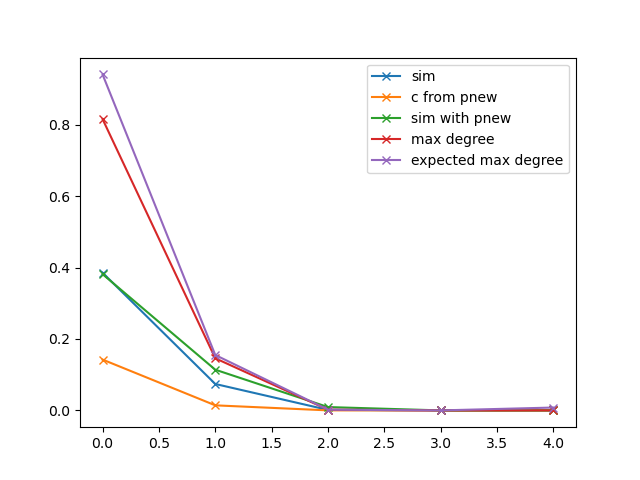 sim
c from pnew
sim with pnew
max degree
expected max degree
0.8
0.6
0.4
0.2
0.0
0.0 0.5 1.0 1.5 2.0 2.5 3.0 3.5 4.0